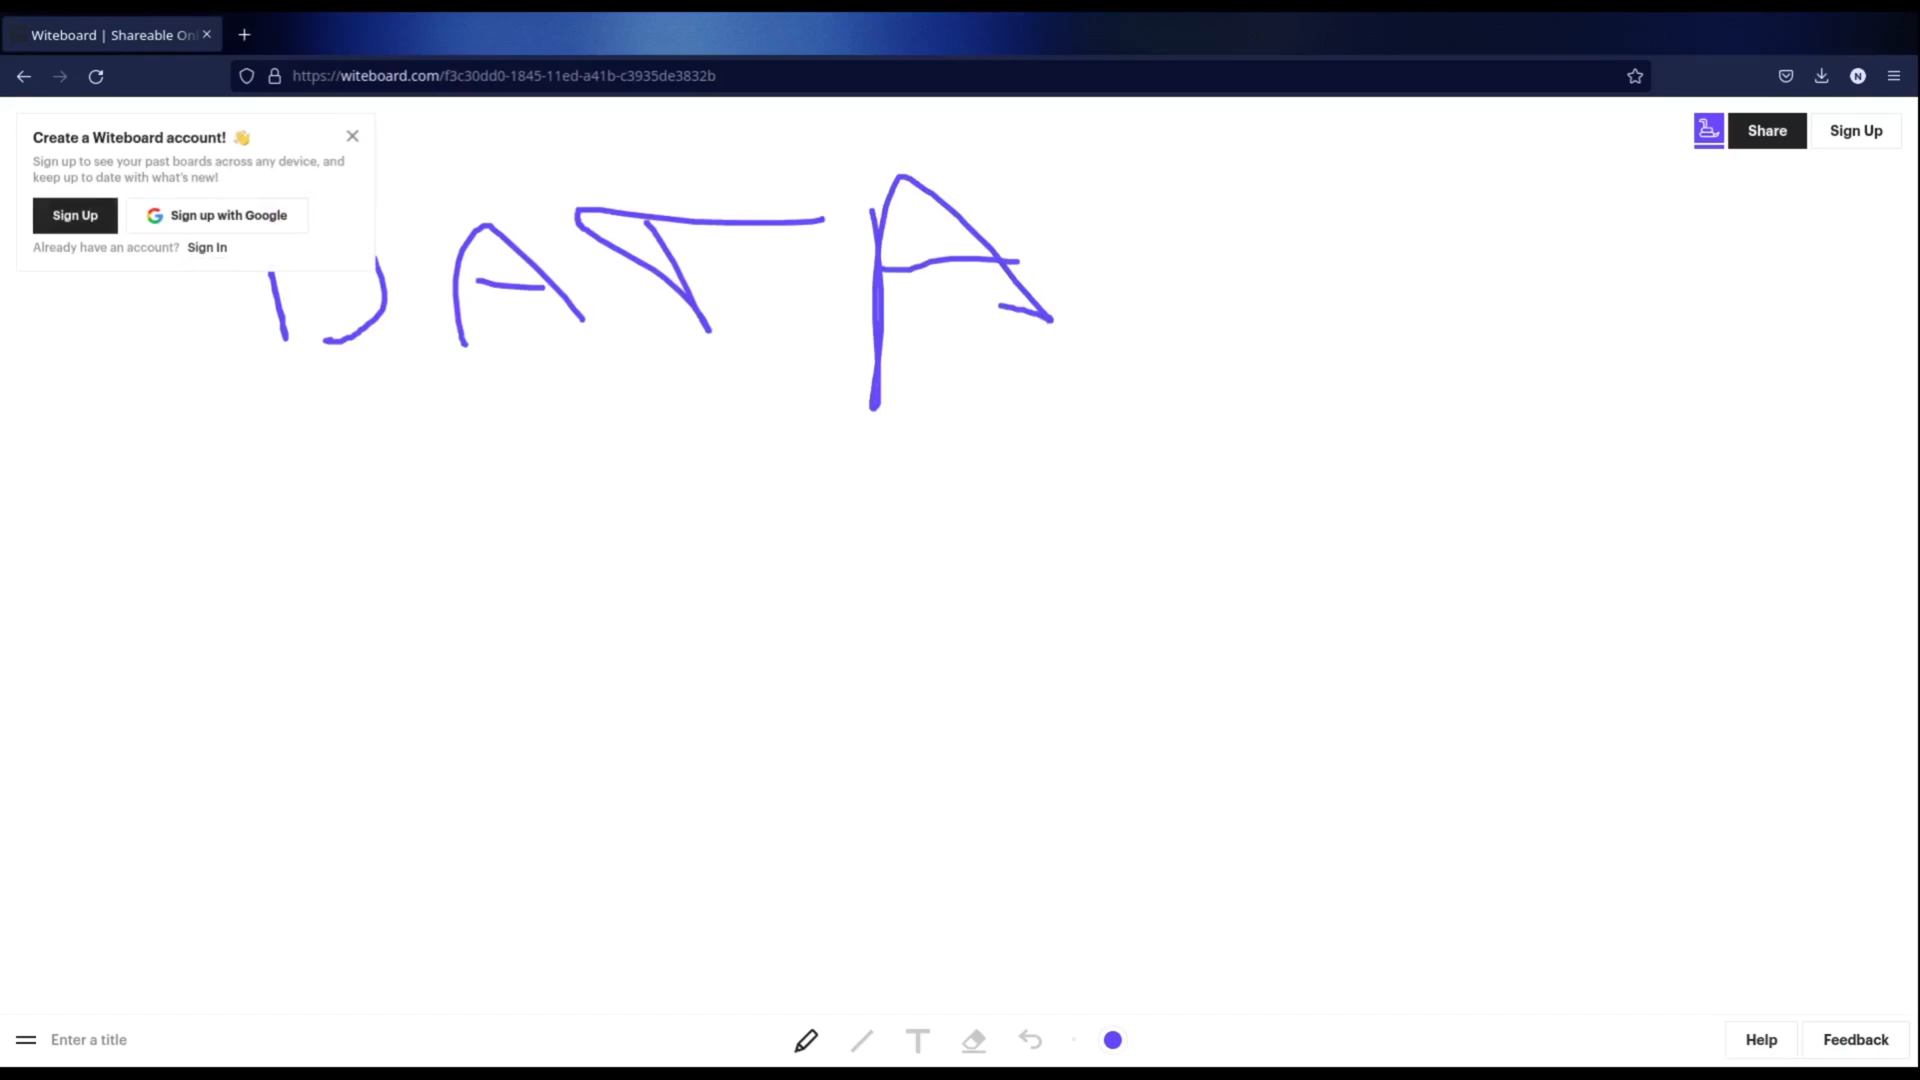 Witeboard | Shareable Onl
https://witeboard.com/f3c30dd0-1845-11ed-a41b-c3935de3832b
N
Create a Witeboard account! 👋
Sign up to see your past boards across any device, and
keep up to date with what's new!
Sign Up
Sign up with Google
Already have an account? Sign In
Share
Sign Up
DATA
Enter a title
T
Help
Feedback